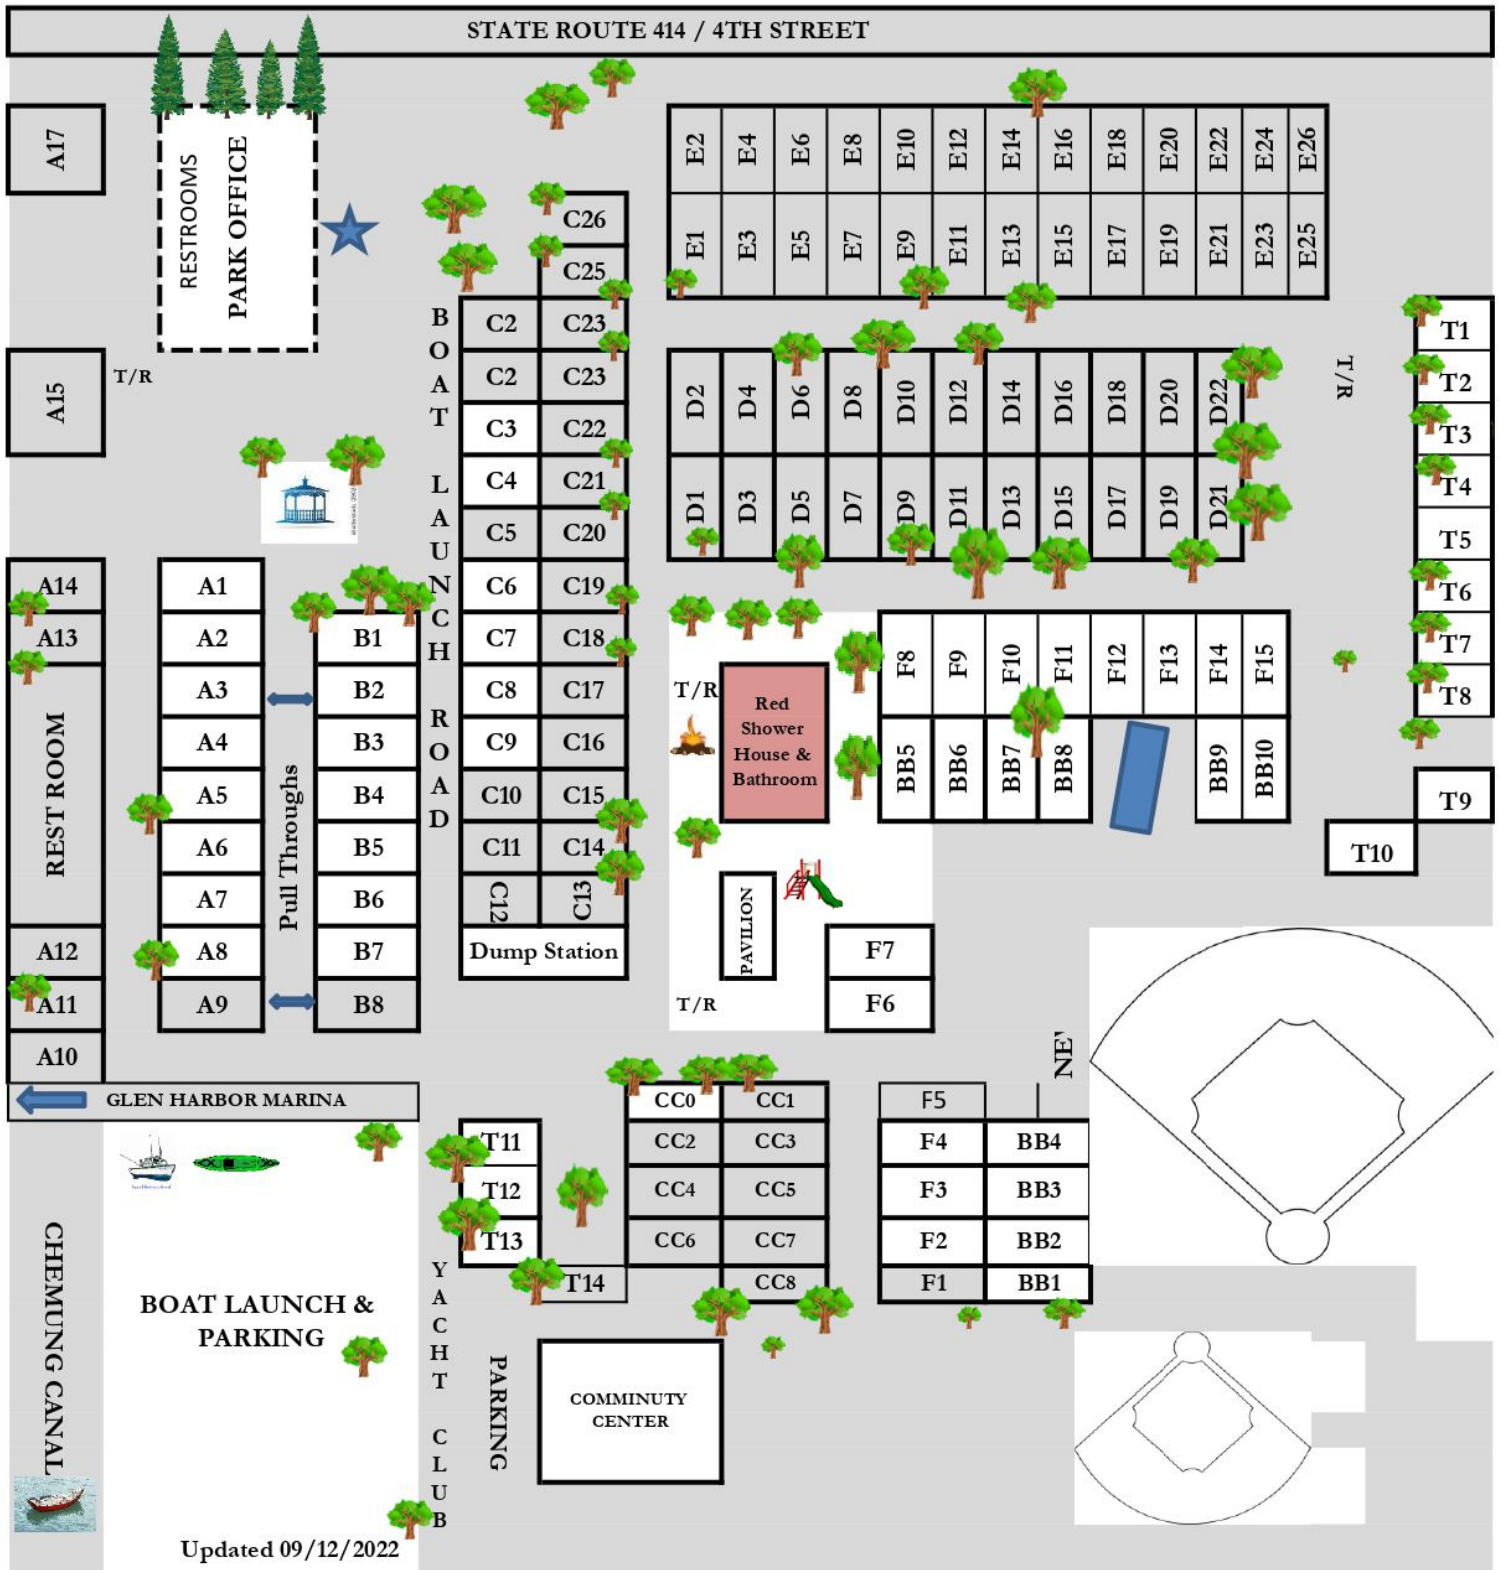 STATE ROUTE 414 / 4TH STREET
A17
RESTROOMS
PARK OFFICE
A15
T/R
C26
C25
C2
C23
C2
C23
C3
C22
C4
C21
C5
C20
C6
C19
C7
C18
C8
C17
C9
C16
C10
C15
C11
C14
C12
C13
Dump Station
BOAT LAUNCH ROAD
E2
E4
E6
E8
E10
E12
E14
E16
E18
E20
E22
E24
E26
E1
E3
E5
E7
E9
E11
E13
E15
E17
E19
E21
E23
E25
D2
D4
D6
D8
D10
D12
D14
D16
D18
D20
D22
D1
D3
D5
D7
D9
D11
D13
D15
D17
D19
D21
T/R
T1
T2
T3
T4
T5
T6
T7
T8
T9
T10
A14
A13
REST ROOM
A12
A11
A10
A1
A2
A3
A4
A5
A6
A7
A8
A9
Pull Throughs
B1
B2
B3
B4
B5
B6
B7
B8
T/R
Red
Shower
House &
Bathroom
PAVILION
T/R
F8
F9
F10
F11
F12
F13
F14
F15
BB5
BB6
BB7
BB8
BB9
BB10
F7
F6
NE
GLEN HARBOR MARINA
CHEMUNG CANAL
BOAT LAUNCH &
PARKING
Updated 09/12/2022
YACHT CLUB
T11
T12
T13
T14
PARKING
CC0
CC1
CC2
CC3
CC4
CC5
CC6
CC7
CC8
F5
F4
BB4
F3
BB3
F2
BB2
F1
BB1
COMMINUTY
CENTER